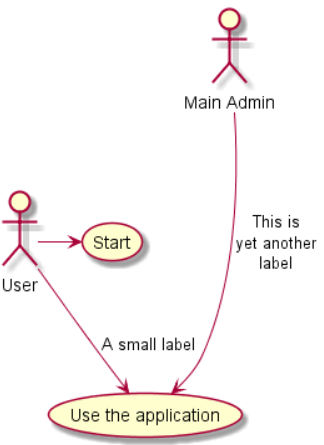 Main Admin
Start
This is
yet another
label
User
A small label
Use the application